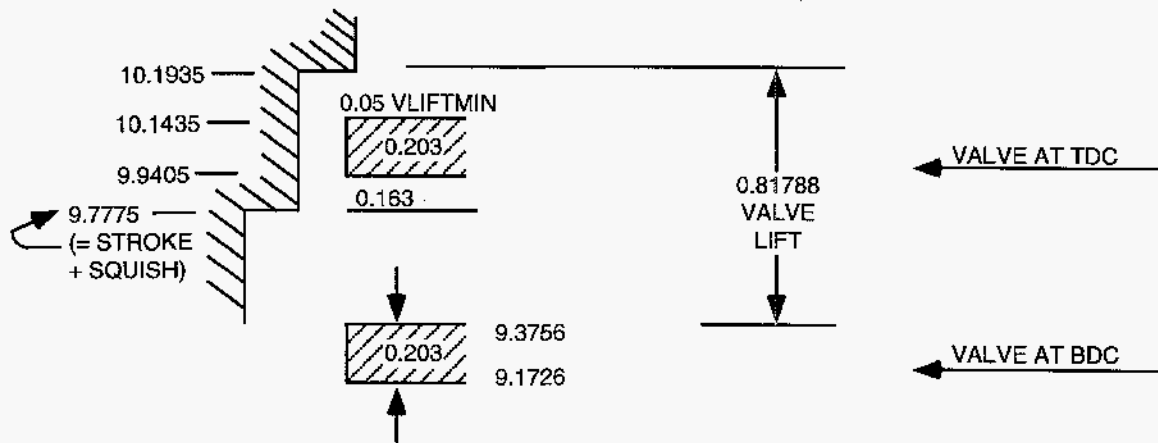 10.1935
0.05 VLIFTMIN
10.1435
0.203
VALVE AT TDC
9.9405
0.81788
VALVE
LIFT
0.163
9.7775
(= STROKE
+ SQUISH)
9.3756
0.203
VALVE AT BDC
9.1726